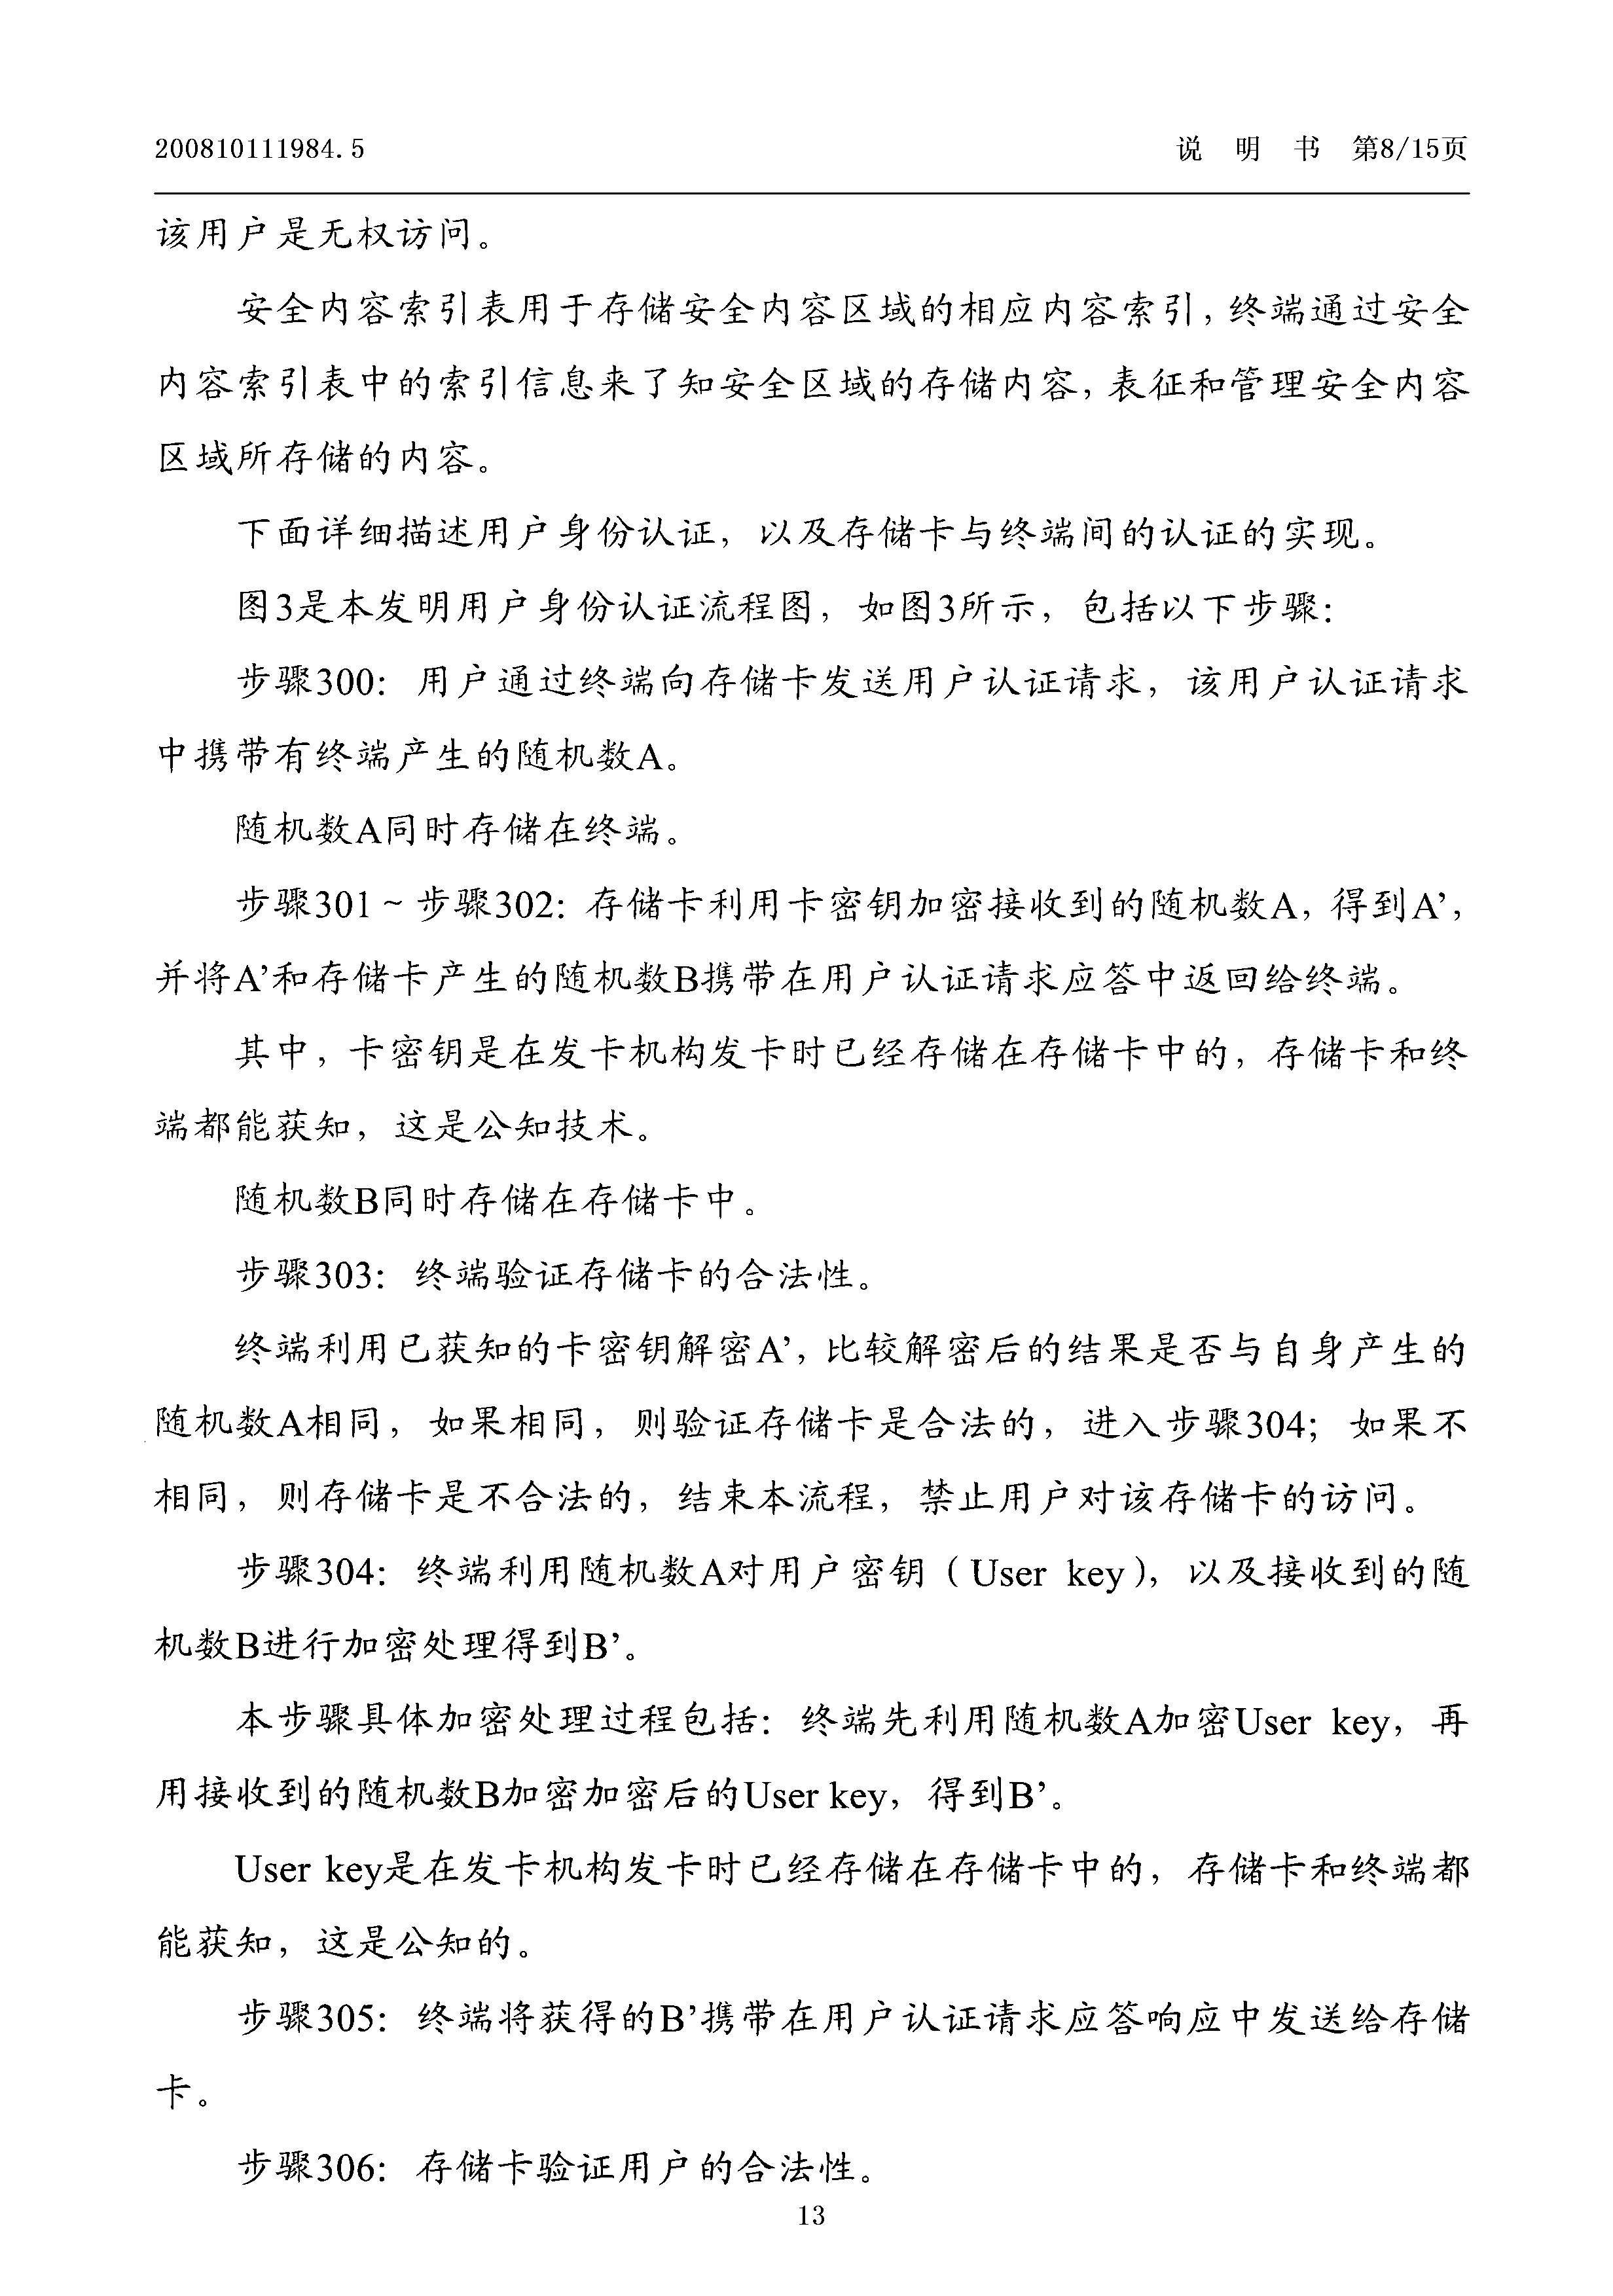 200810111984.5 说 明 书 第8/15页
该用户是无权访问。
安全内容索引表用于存储安全内容区域的相应内容索引，终端通过安全
内容索引表中的索引信息来了知安全区域的存储内容，表征和管理安全内容
区域所存储的内容。
下面详细描述用户身份认证，以及存储卡与终端间的认证的实现。
图3是本发明用户身份认证流程图，如图3所示，包括以下步骤：
步骤300：用户通过终端向存储卡发送用户认证请求，该用户认证请求
中携带有终端产生的随机数A。
随机数A同时存储在终端。
步骤301～步骤302：存储卡利用卡密钥加密接收到的随机数A，得到A’，
并将A’和存储卡产生的随机数B携带在用户认证请求应答中返回给终端。
其中，卡密钥是在发卡机构发卡时已经存储在存储卡中的，存储卡和终
端都能获知，这是公知技术。
随机数B同时存储在存储卡中。
步骤303：终端验证存储卡的合法性。
终端利用已获知的卡密钥解密A’，比较解密后的结果是否与自身产生的
随机数A相同，如果相同，则验证存储卡是合法的，进入步骤304；如果不
相同，则存储卡是不合法的，结束本流程，禁止用户对该存储卡的访问。
步骤304：终端利用随机数A对用户密钥（User key），以及接收到的随
机数B进行加密处理得到B’。
本步骤具体加密处理过程包括：终端先利用随机数A加密User key，再
用接收到的随机数B加密加密后的User key，得到B’。
User key是在发卡机构发卡时已经存储在存储卡中的，存储卡和终端都
能获知，这是公知的。
步骤305：终端将获得的B’携带在用户认证请求应答响应中发送给存储
卡。
步骤306：存储卡验证用户的合法性。
13